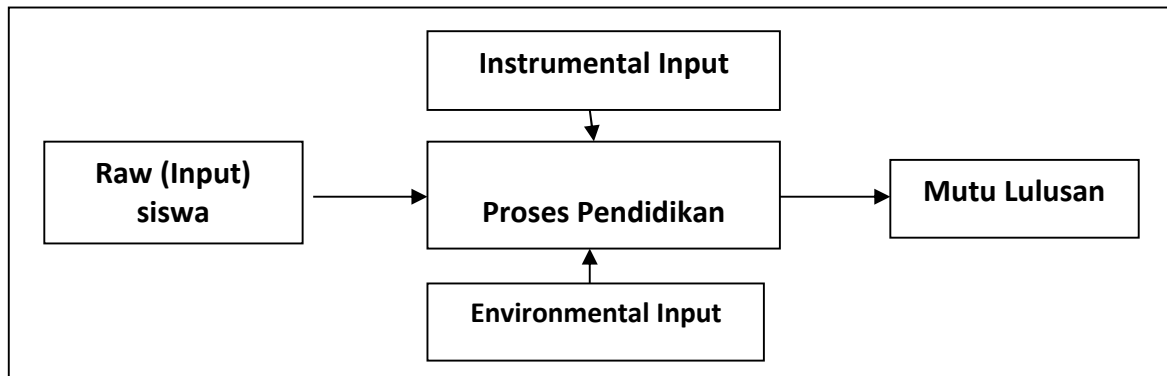 Instrumental Input
Raw (Input)
siswa
Proses Pendidikan
Mutu Lulusan
Environmental Input